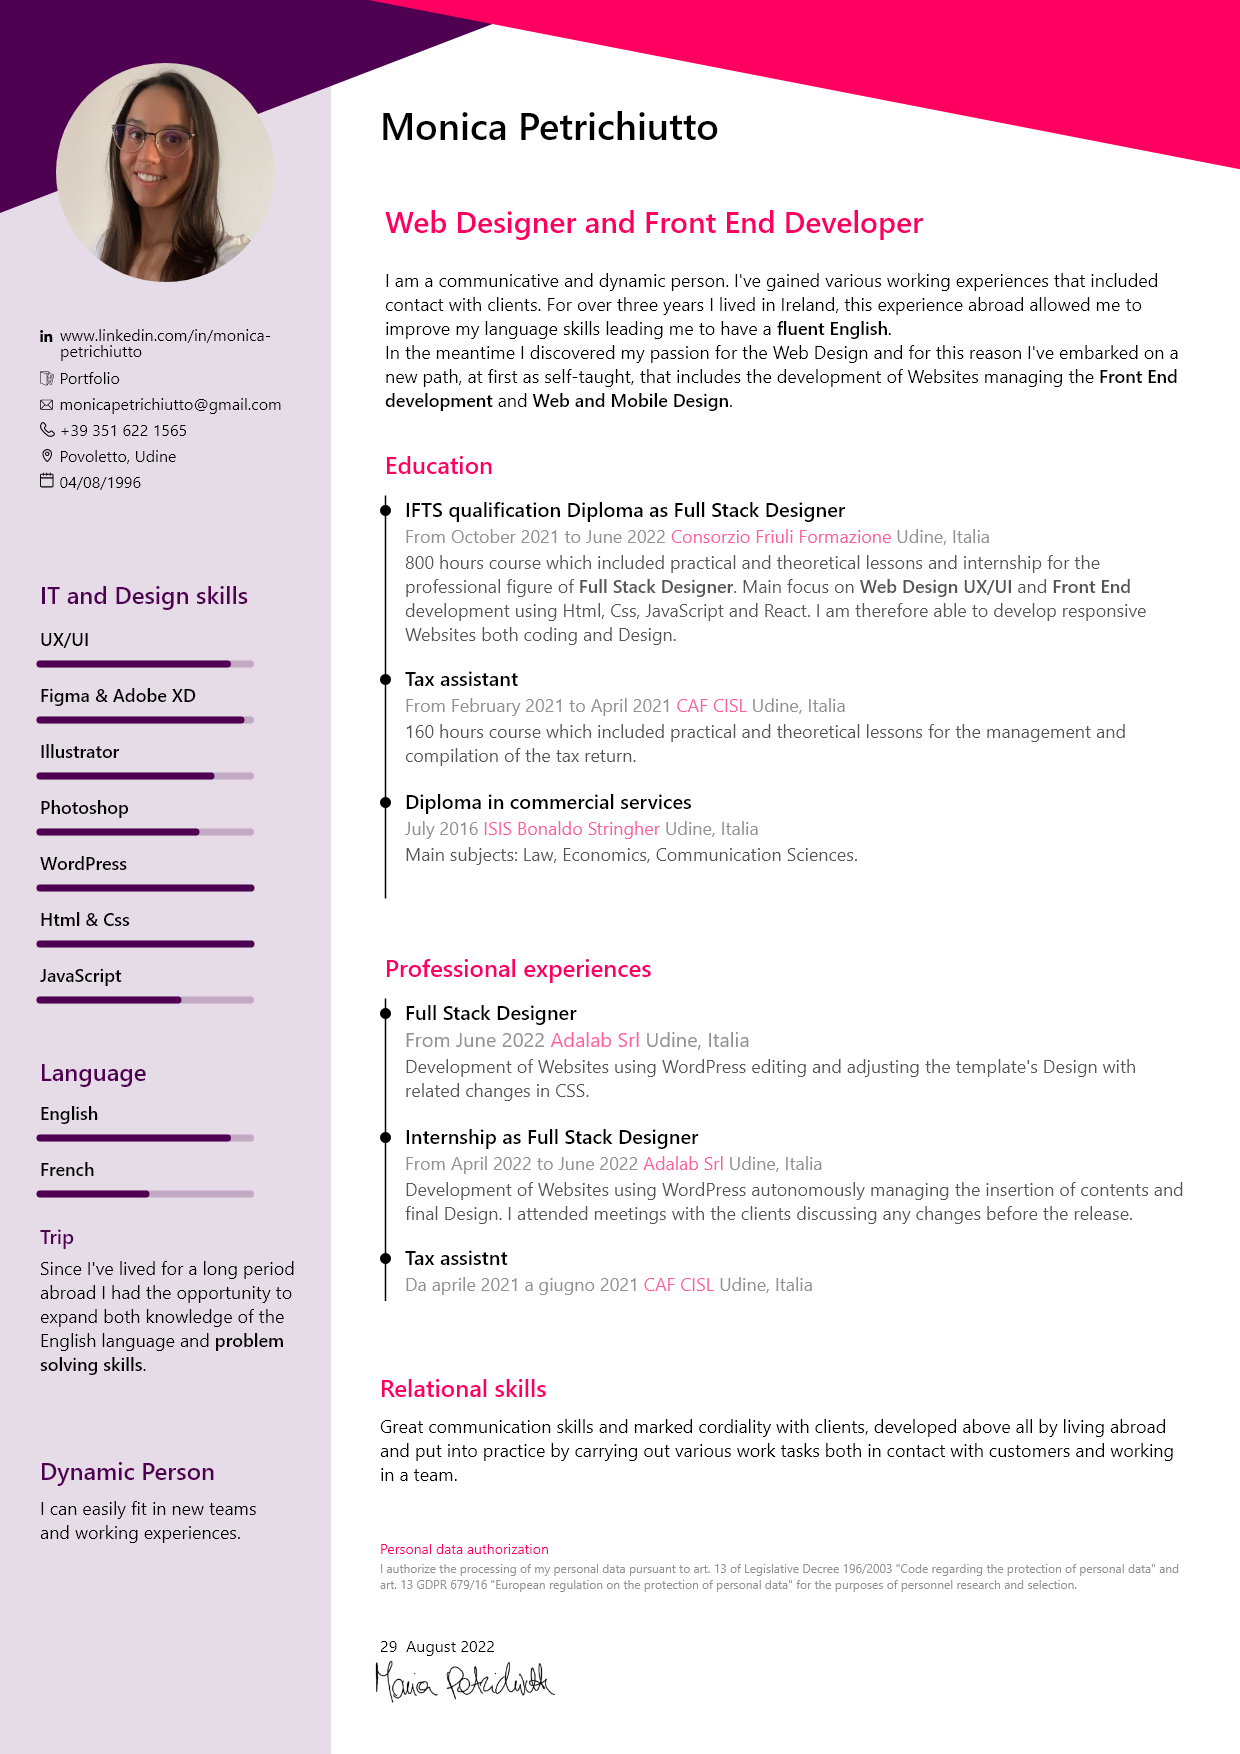 Monica Petrichiutto
www.linkedin.com/in/monica-
petrichiutto
Portfolio
monicapetrichiutto@gmail.com
+39 351 622 1565
Povoletto, Udine
04/08/1996
IT and Design skills
UX/UI
Figma & Adobe XD
Illustrator
Photoshop
WordPress
Html & Css
JavaScript
Language
English
French
Trip
Since I've lived for a long period
abroad I had the opportunity to
expand both knowledge of the
English language and problem
solving skills.
Dynamic Person
I can easily fit in new teams
and working experiences.
Web Designer and Front End Developer
I am a communicative and dynamic person. I've gained various working experiences that included
contact with clients. For over three years I lived in Ireland, this experience abroad allowed me to
improve my language skills leading me to have a fluent English.
In the meantime I discovered my passion for the Web Design and for this reason I've embarked on a
new path, at first as self-taught, that includes the development of Websites managing the Front End
development and Web and Mobile Design.
Education
IFTS qualification Diploma as Full Stack Designer
From October 2021 to June 2022 Consorzio Friuli Formazione Udine, Italia
800 hours course which included practical and theoretical lessons and internship for the
professional figure of Full Stack Designer. Main focus on Web Design UX/UI and Front End
development using Html, Css, JavaScript and React. I am therefore able to develop responsive
Websites both coding and Design.
Tax assistant
From February 2021 to April 2021 CAF CISL Udine, Italia
160 hours course which included practical and theoretical lessons for the management and
compilation of the tax return.
Diploma in commercial services
July 2016 ISIS Bonaldo Stringher Udine, Italia
Main subjects: Law, Economics, Communication Sciences.
Professional experiences
Full Stack Designer
From June 2022 Adalab Srl Udine, Italia
Development of Websites using WordPress editing and adjusting the template's Design with
related changes in CSS.
Internship as Full Stack Designer
From April 2022 to June 2022 Adalab Srl Udine, Italia
Development of Websites using WordPress autonomously managing the insertion of contents and
final Design. I attended meetings with the clients discussing any changes before the release.
Tax assistnt
Da aprile 2021 a giugno 2021 CAF CISL Udine, Italia
Relational skills
Great communication skills and marked cordiality with clients, developed above all by living abroad
and put into practice by carrying out various work tasks both in contact with customers and working
in a team.
Personal data authorization
I authorize the processing of my personal data pursuant to art. 13 of Legislative Decree 196/2003 "Code regarding the protection of personal data" and
art. 13 GDPR 679/16 "European regulation on the protection of personal data" for the purposes of personnel research and selection.
29 August 2022